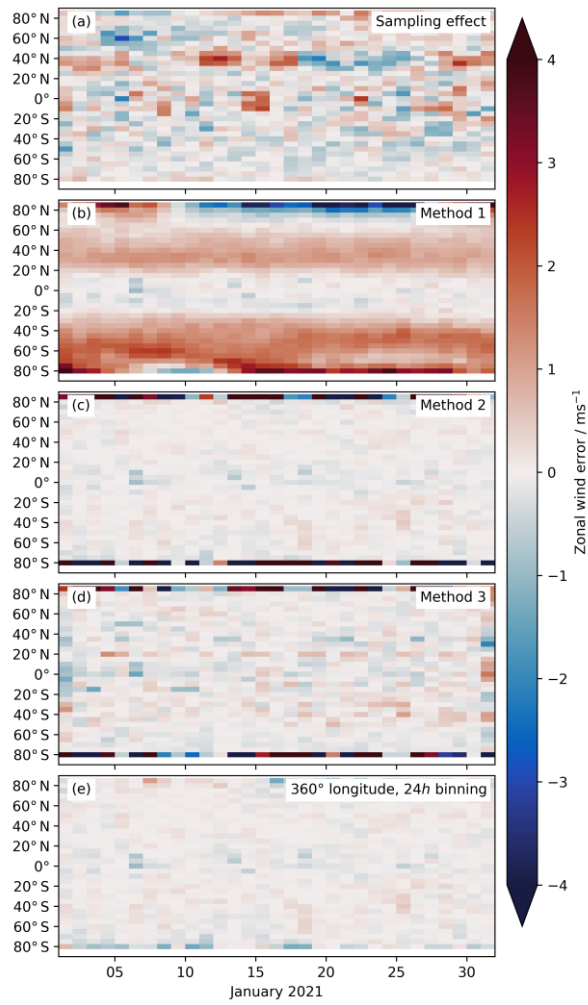 80° N
60° N
40° N
20° N
0°
20° S
40° S
60° S
80° S
(a)
Sampling effect
80° N
60° N
40° N
20° N
0°
20° S
40° S
60° S
80° S
(b)
Method 1
80° N
60° N
40° N
20° N
0°
20° S
40° S
60° S
80° S
(c)
Method 2
80° N
60° N
40° N
20° N
0°
20° S
40° S
60° S
80° S
(d)
Method 3
80° N
60° N
40° N
20° N
0°
20° S
40° S
60° S
80° S
(e)
360° longitude, 24h binning
05
10
15
20
25
30
January 2021
4
3
2
1
0
−1
−2
−3
−4
Zonal wind error / ms⁻¹